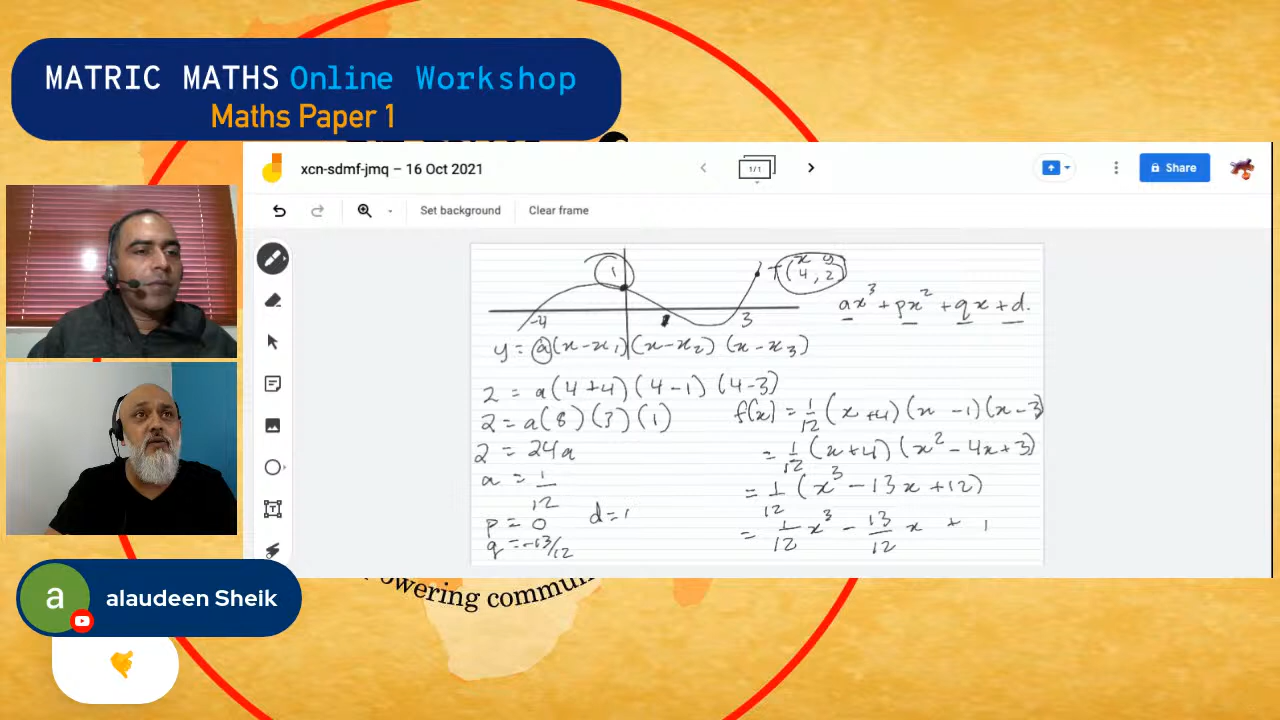 MATRIC MATHS Online Workshop
Maths Paper 1
xcn-sdmf-jmq – 16 Oct 2021
1/1
Share
Set background
Clear frame
1
x y
(4, 2)
-4
3
ax³ + px² + qx + d.
y = a(x-x₁)(x-x₂)(x-x₃)
2 = a(4+4)(4-1)(4-3)
2 = a(8)(3)(1)
2 = 24a
a = 1/12
p = 0
d = 1
q = -13/12
f(x) = 1/12 (x+4)(x-1)(x-3)
= 1/12 (x+4)(x² - 4x + 3)
= 1/12 (x³ - 13x + 12)
= 1/12 x³ - 13/12 x + 1
a
alaudeen Sheik
owering commun